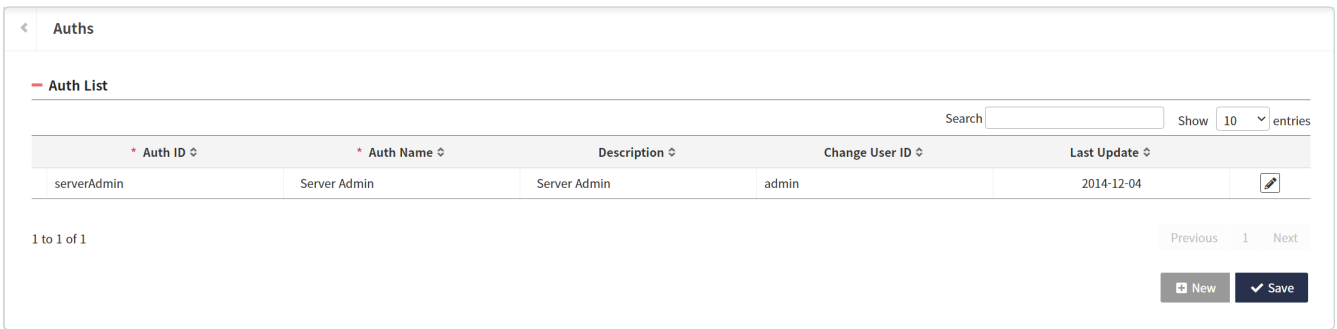 Auths
Auth List
Search Show 10 entries
* Auth ID * Auth Name Description Change User ID Last Update
serverAdmin Server Admin Server Admin admin 2014-12-04
1 to 1 of 1
Previous 1 Next
New Save